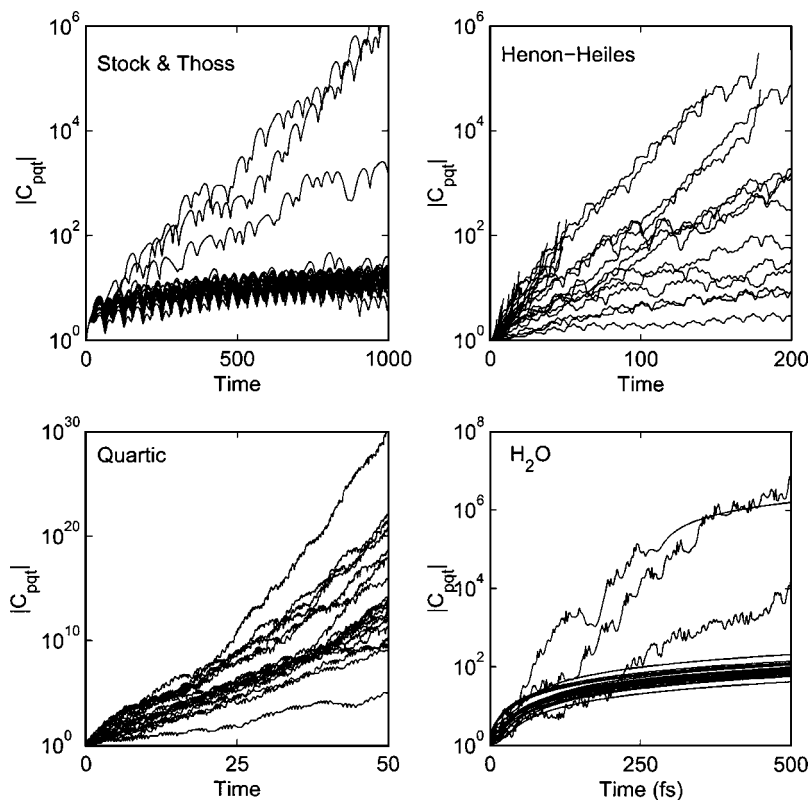 Stock & Thoss
|C_pqt|
10^6
10^4
10^2
10^0
0 500 1000
Time
Henon-Heiles
|C_pqt|
10^6
10^4
10^2
10^0
0 100 200
Time
Quartic
|C_pqt|
10^30
10^20
10^10
10^0
0 25 50
Time
H_2O
|C_pqt|
10^8
10^6
10^4
10^2
10^0
0 250 500
Time (fs)